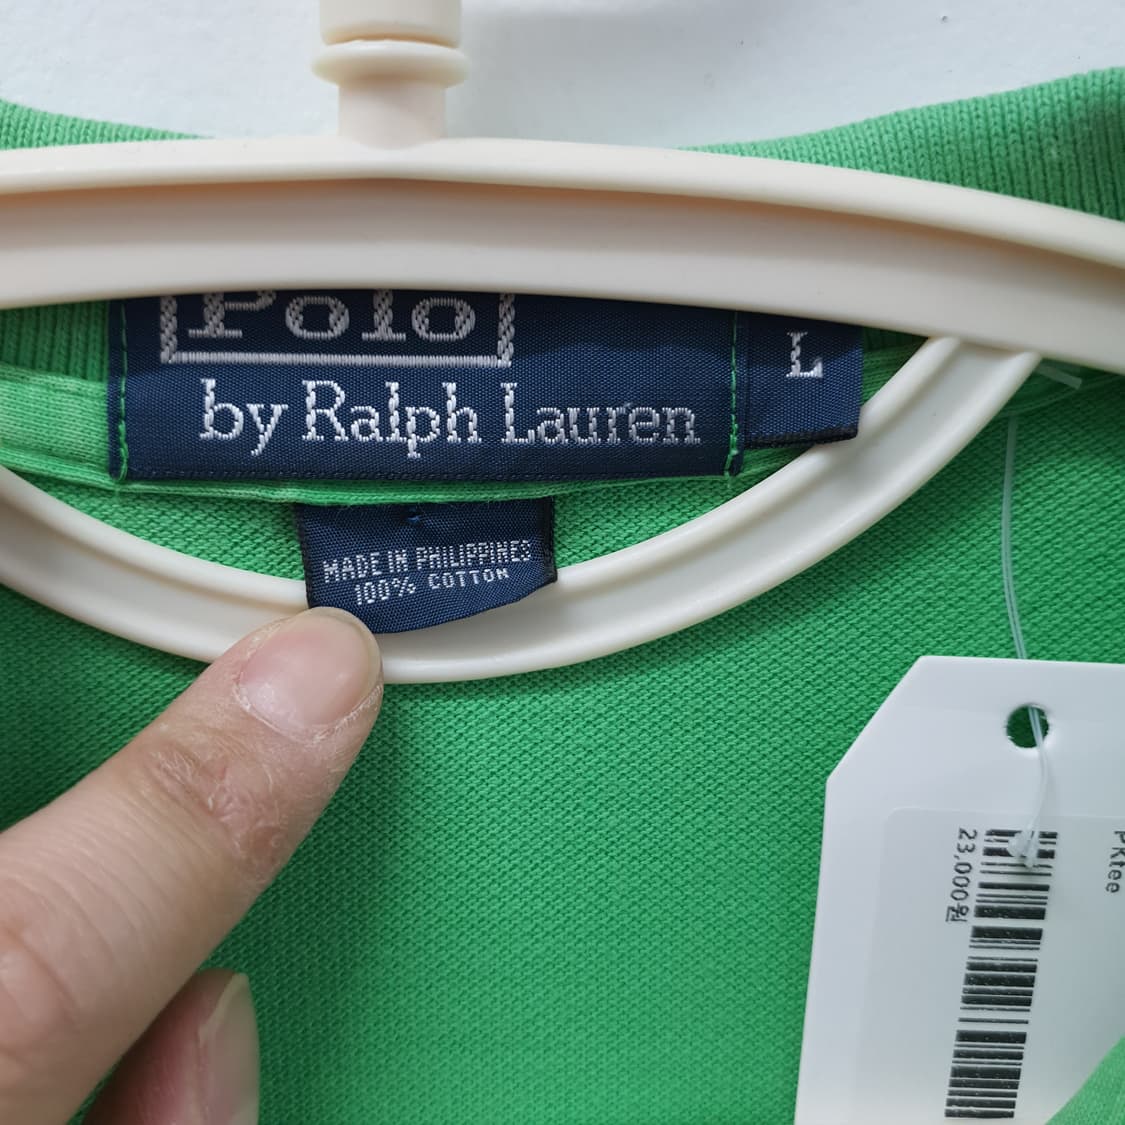 Polo
by Ralph Lauren
L
MADE IN PHILIPPINES
100% COTTON
PKtee
23,000원